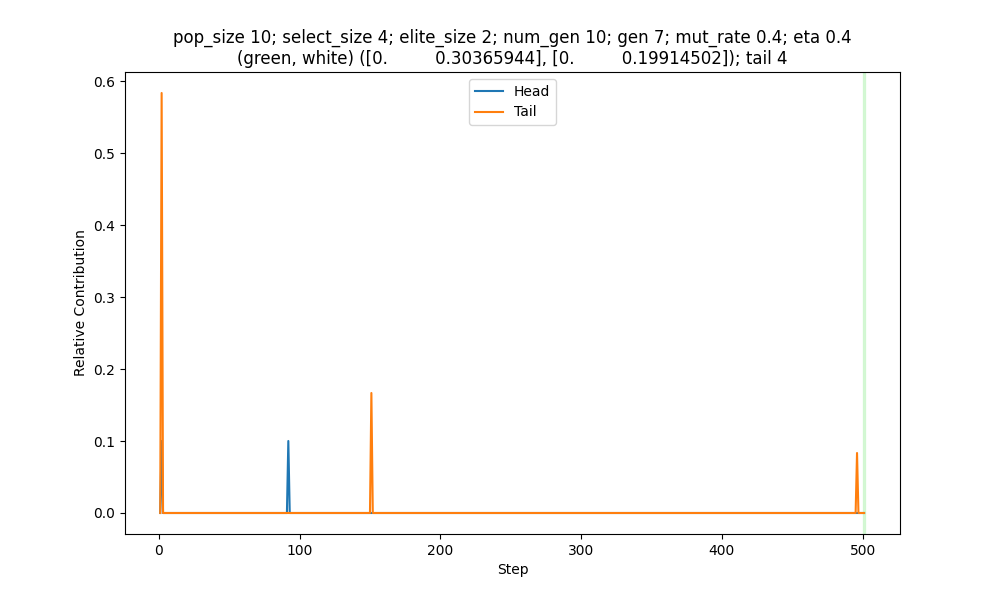 pop_size 10; select_size 4; elite_size 2; num_gen 10; gen 7; mut_rate 0.4; eta 0.4
(green, white) ([0.         0.30365944], [0.         0.19914502]); tail 4
Head
Tail
Relative Contribution
0.6
0.5
0.4
0.3
0.2
0.1
0.0
0 100 200 300 400 500
Step